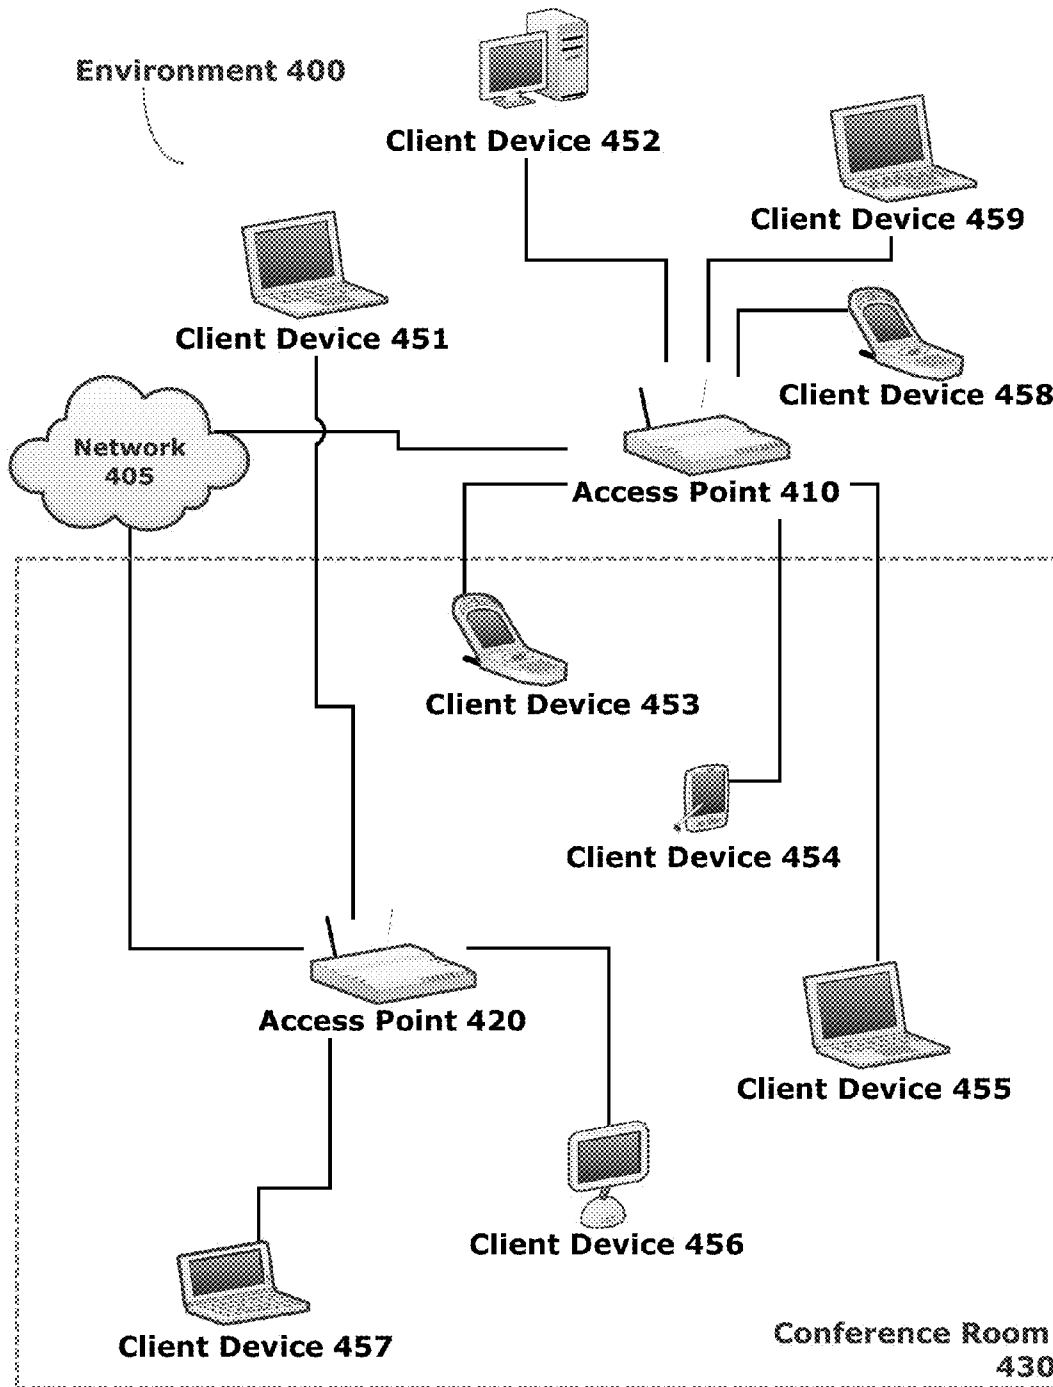 Environment 400
Client Device 452
Client Device 459
Client Device 451
Client Device 458
Network
405
Access Point 410
Client Device 453
Client Device 454
Access Point 420
Client Device 455
Client Device 456
Client Device 457
Conference Room
430